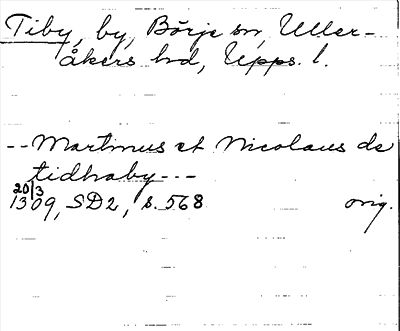 Tiby, by, Börje sn, Uller-
åkers hd, Upps. l.
-- Martinus et Nicolaus de
tidhaby ---
20/3
1309, SD2, s. 568 orig.